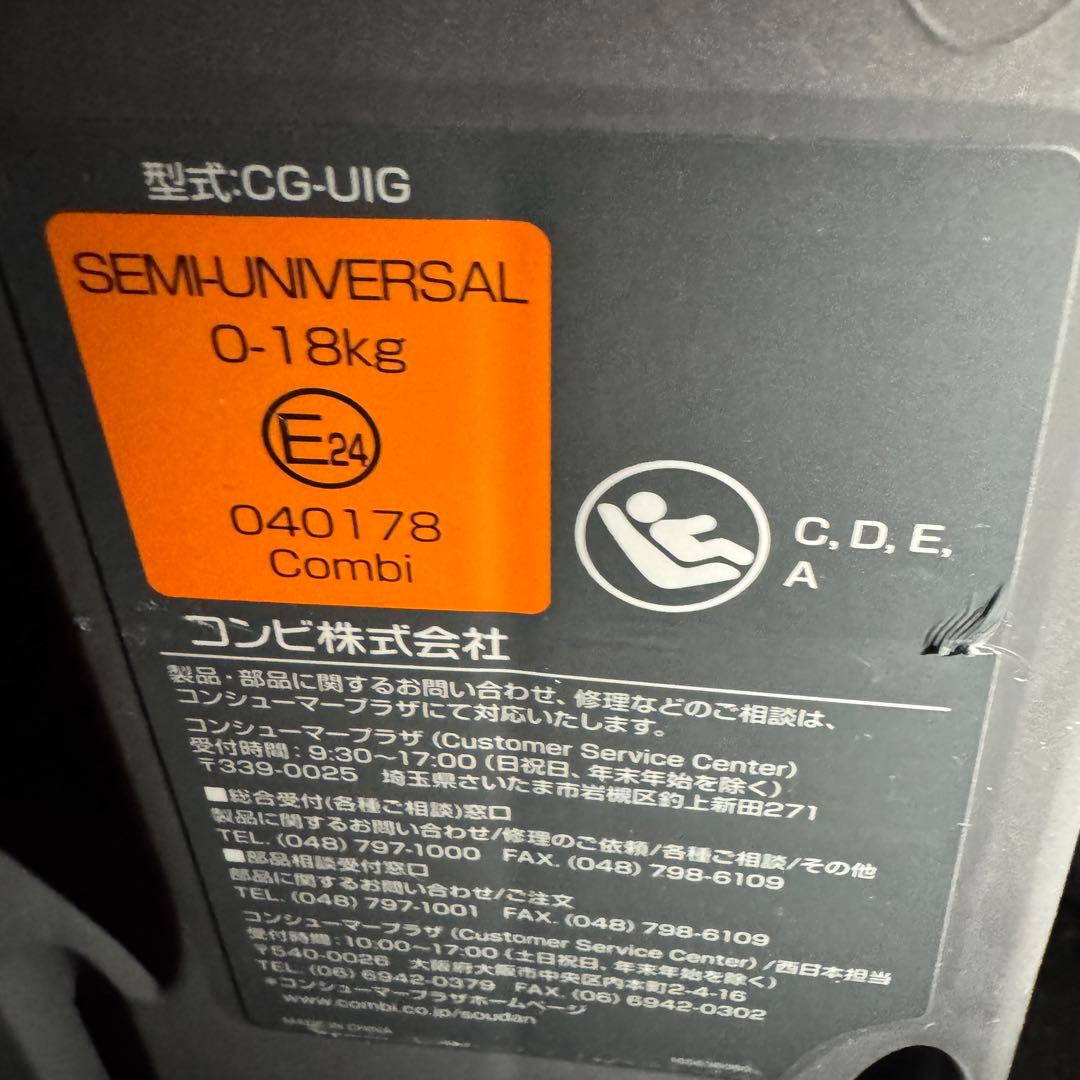 型式:CG-UIG
SEMI-UNIVERSAL
0-18kg
E24
040178
Combi
C, D, E,
A
コンビ株式会社
製品・部品に関するお問い合わせ、修理などのご相談は、
コンシューマープラザにて対応いたします。
コンシューマープラザ (Customer Service Center)
受付時間：9:30〜17:00 (日祝日、年末年始を除く)
〒339-0025 埼玉県さいたま市岩槻区釣上新田271
■総合受付(各種ご相談)窓口
製品に関するお問い合わせ/修理のご依頼/各種ご相談/その他
TEL. (048) 797-1000 FAX. (048) 798-6109
■部品相談受付窓口
部品に関するお問い合わせ/ご注文
TEL. (048) 797-1001 FAX. (048) 798-6109
コンシューマープラザ (Customer Service Center) /西日本担当
受付時間：10:00〜17:00 (土日祝日、年末年始を除く)
〒540-0026 大阪府大阪市中央区内本町2-4-16
TEL. (06) 6942-0379 FAX. (06) 6942-0302
*コンシューマープラザホームページ
www.combi.co.jp/soudan
MADE IN CHINA